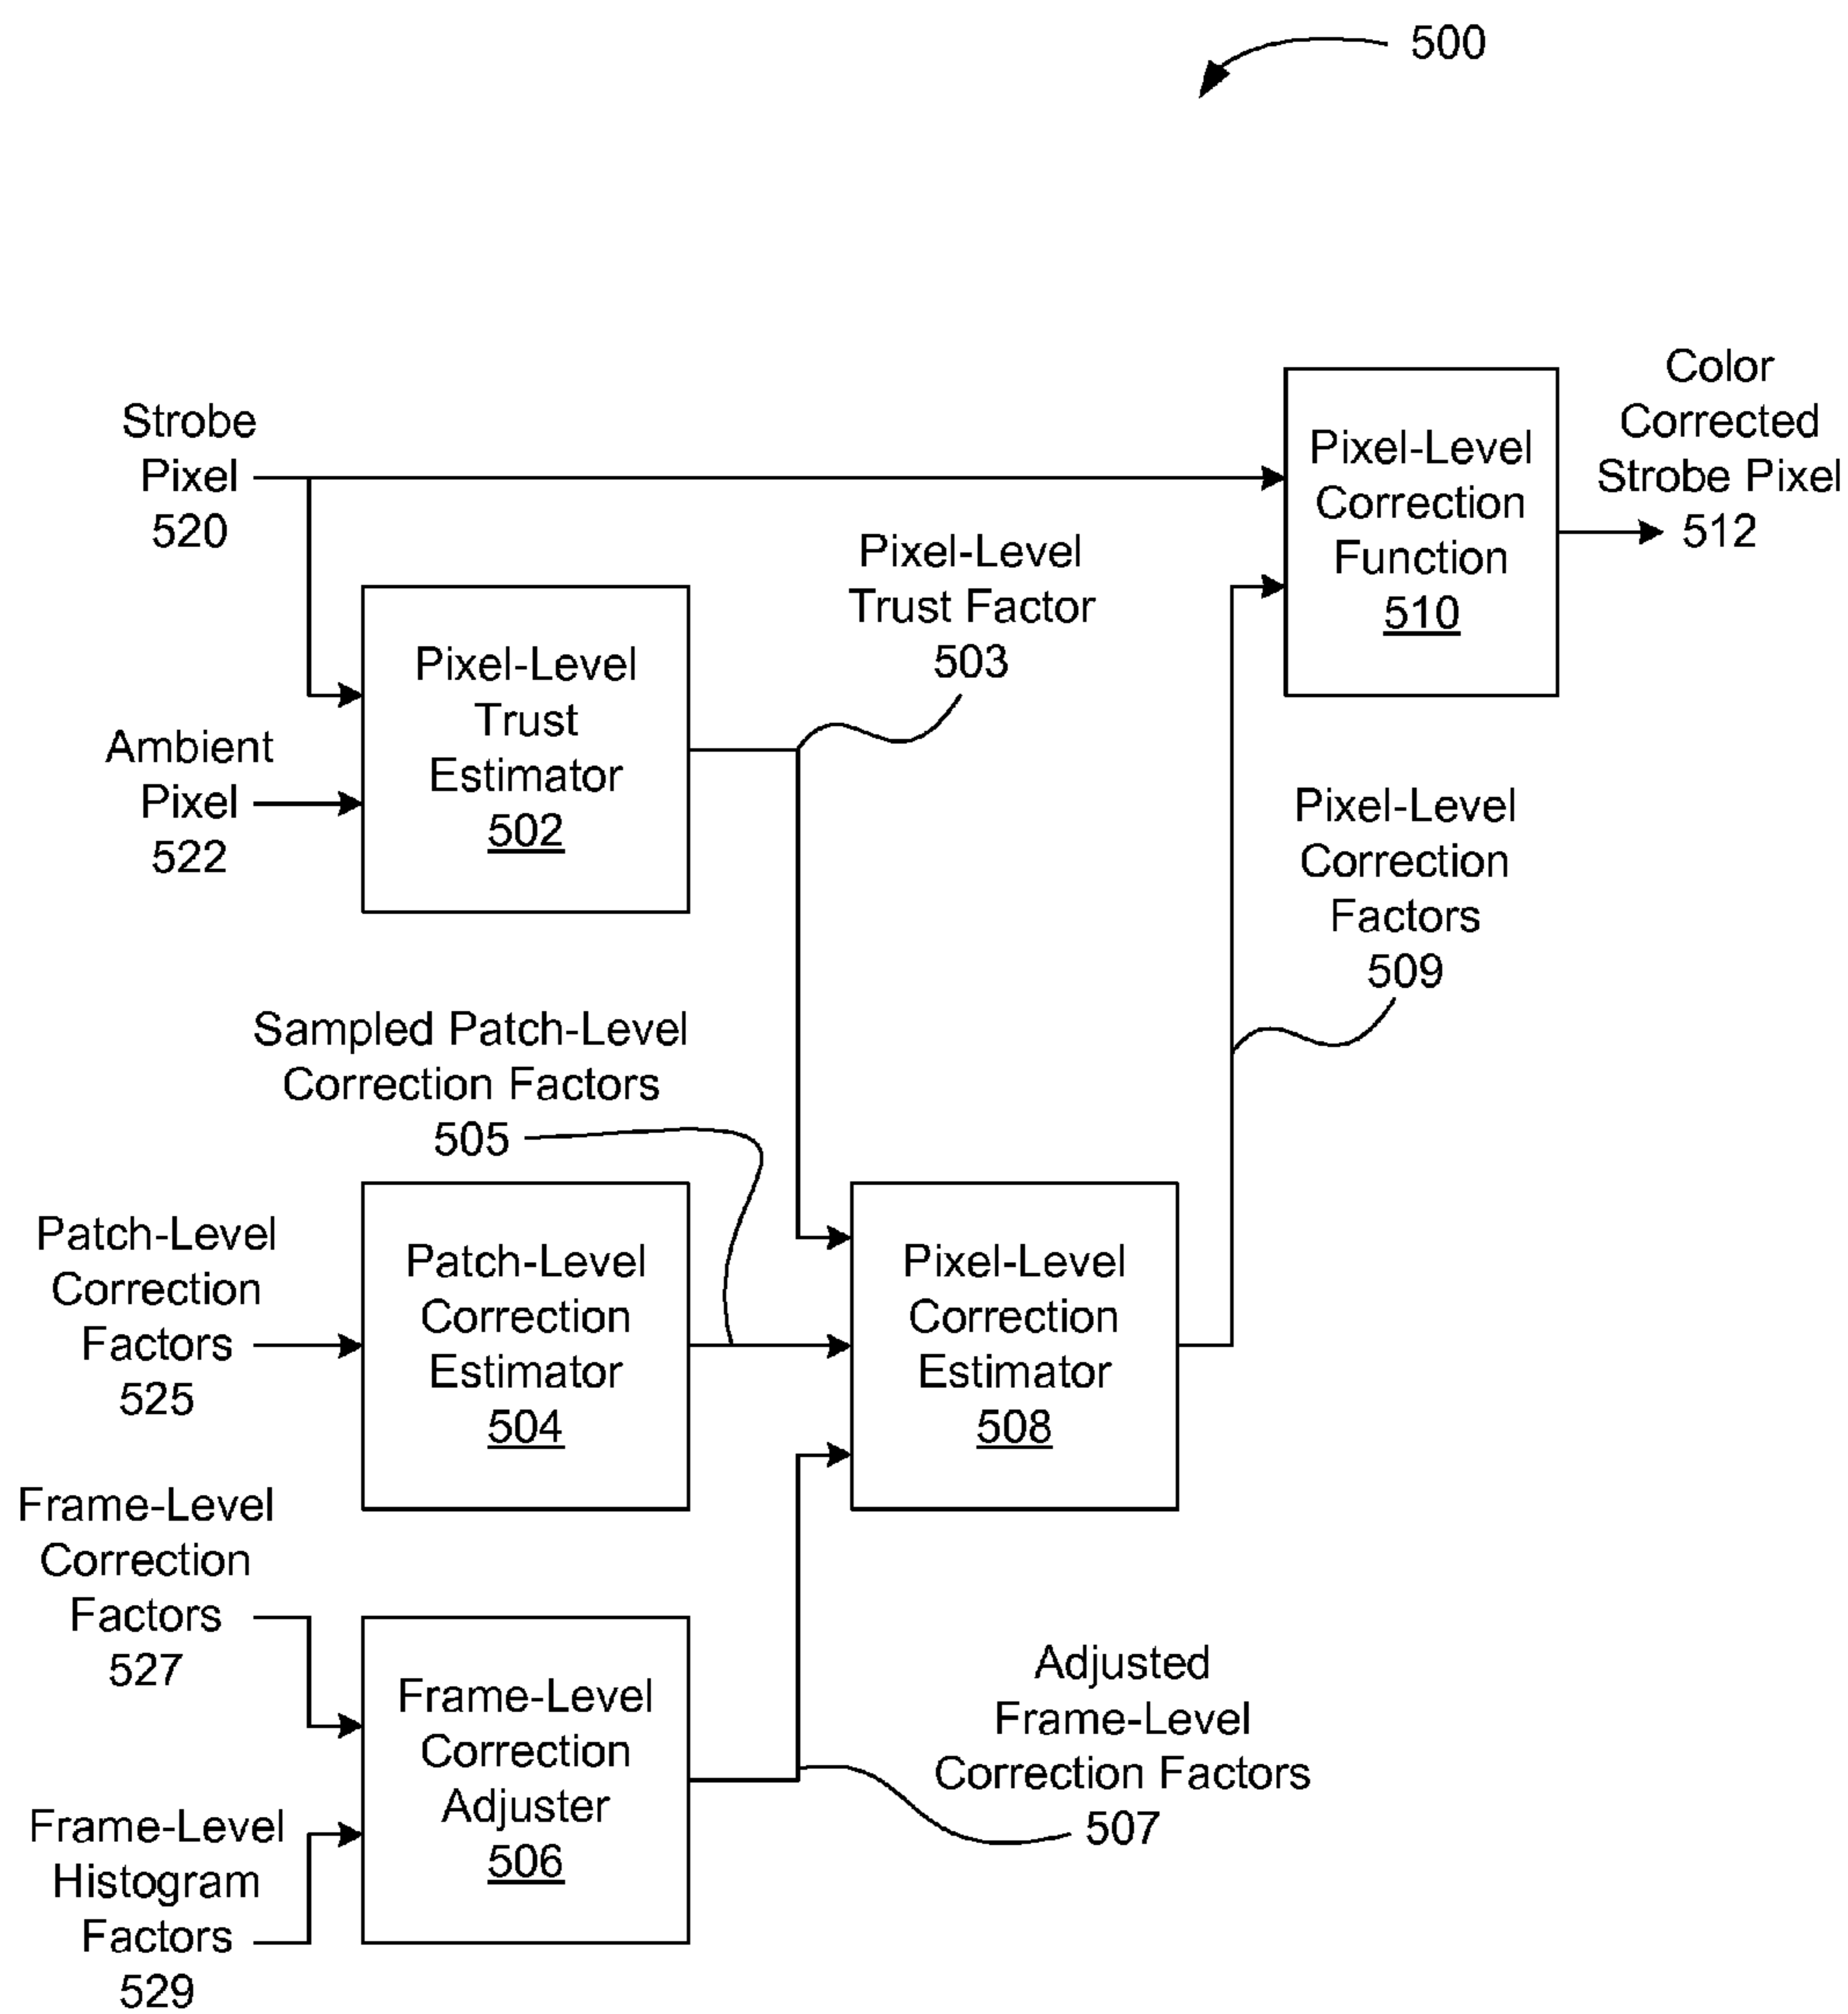 500
Strobe
Pixel
520
Ambient
Pixel
522
Pixel-Level
Trust
Estimator
502
Pixel-Level
Trust Factor
503
Pixel-Level
Correction
Function
510
Color
Corrected
Strobe Pixel
512
Pixel-Level
Correction
Factors
509
Sampled Patch-Level
Correction Factors
505
Patch-Level
Correction
Factors
525
Patch-Level
Correction
Estimator
504
Pixel-Level
Correction
Estimator
508
Frame-Level
Correction
Factors
527
Frame-Level
Histogram
Factors
529
Frame-Level
Correction
Adjuster
506
Adjusted
Frame-Level
Correction Factors
507